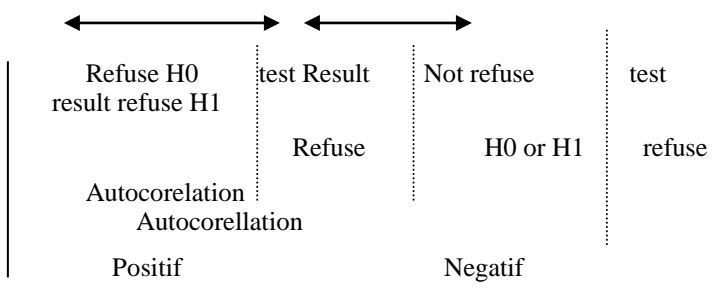 Refuse H0 test Result Not refuse test
result refuse H1
Refuse H0 or H1 refuse
Autocorelation
Autocorellation
Positif Negatif